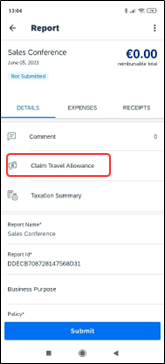 12:04
Report
Sales Conference
€0.00
June 05, 2023
reimbursable total
Not Submitted
DETAILS
EXPENSES
RECEIPTS
Comment
0
Claim Travel Allowance
Taxation Summary
Report Name*
Sales Conference
Report Id*
DDECB708728147568D31
Business Purpose
Policy*
Submit